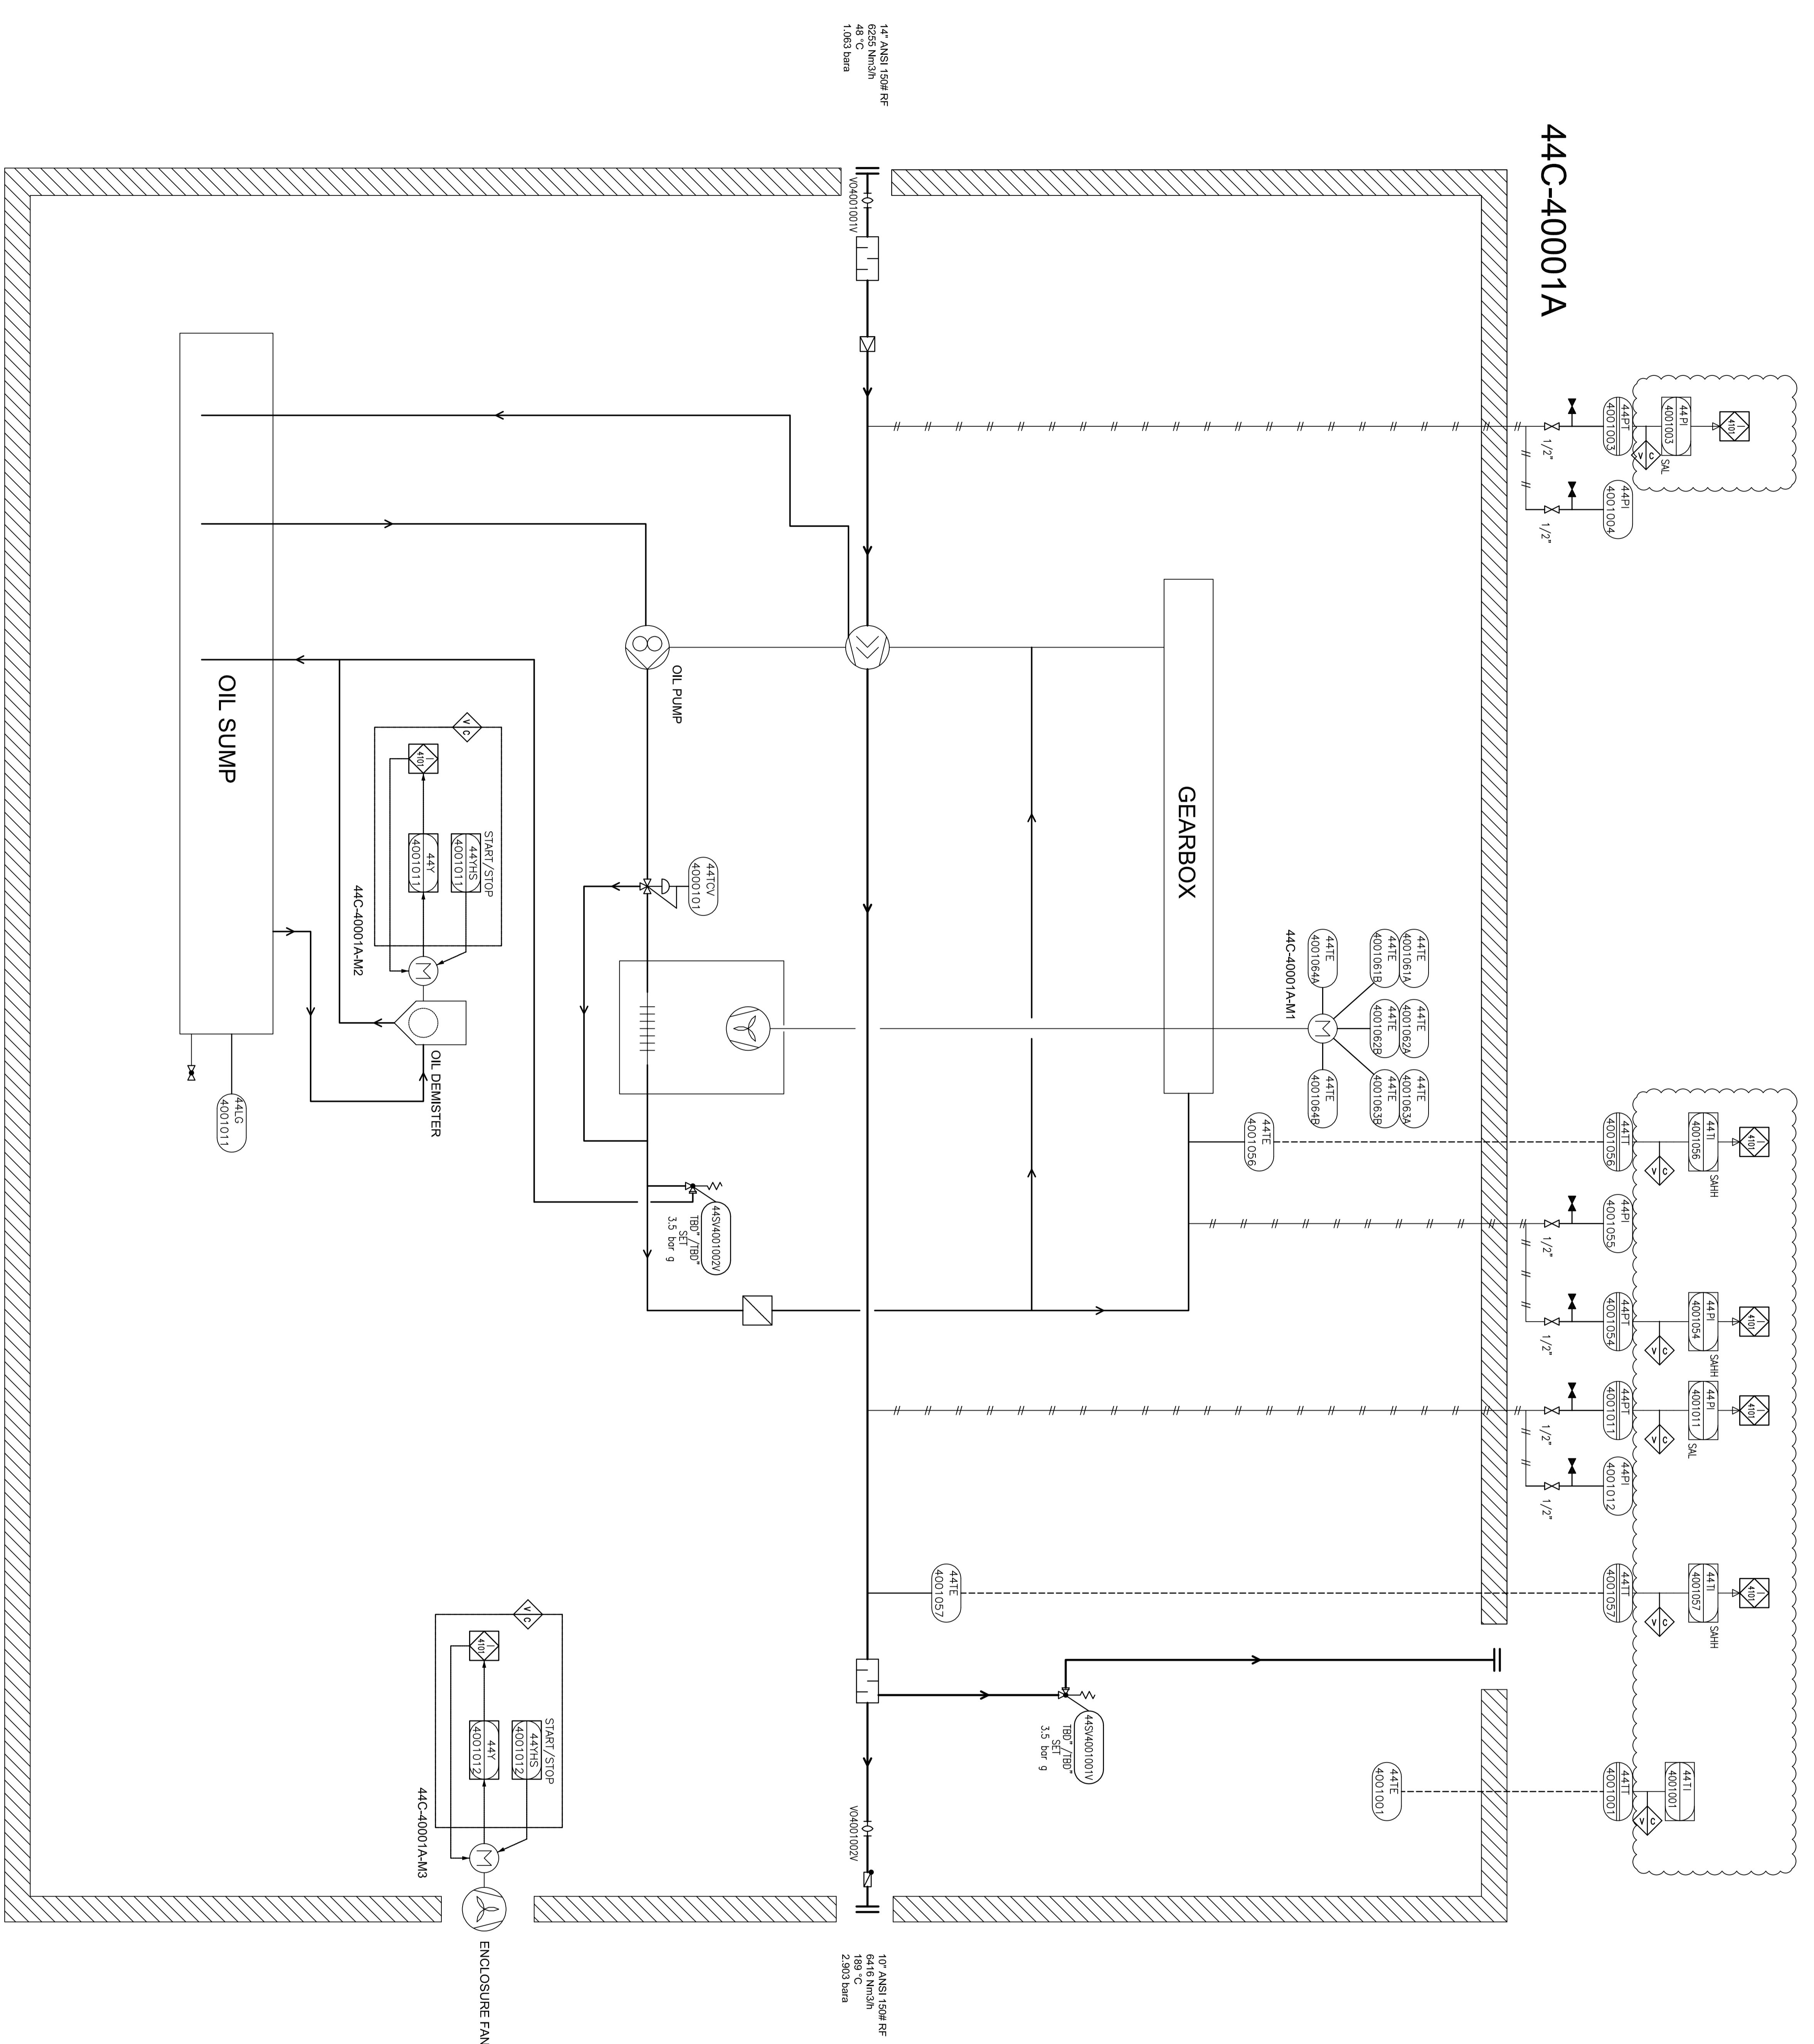 I
4101
44PI
4001003
SAL
V C
44PT
4001003
1/2"
44PI
4001004
1/2"
I
4101
44TI
4001056
SAHH
V C
44TT
4001056
44PI
4001055
1/2"
I
4101
44PI
4001054
SAHH
V C
44PT
4001054
1/2"
I
4101
44PI
4001011
SAL
V C
44PT
4001011
1/2"
44PI
4001012
1/2"
I
4101
44TI
4001057
SAHH
V C
44TT
4001057
44TI
4001001
V C
44TT
4001001
44C-40001A
44TE
4001061A
44TE
4001061B
44TE
4001062A
44TE
4001062B
44TE
4001063A
44TE
4001063B
44TE
4001064A
M
44TE
4001064B
44C-40001A-M1
44TE
4001001
44TE
4001056
GEARBOX
44SV4001001V
TBD"/TBD"
SET
3.5 bar g
44TE
4001057
14" ANSI 150# RF
6255 Nm3/h
48 °C
1.063 bara
V04001001V
V04001002V
10" ANSI 150# RF
6416 Nm3/h
189 °C
2.903 bara
OIL PUMP
44TCV
4000101
44SV4001002V
TBD"/TBD"
SET
3.5 bar g
V C
START/STOP
44YHS
4001011
I
4101
44Y
4001011
M
44C-40001A-M2
OIL DEMISTER
V C
START/STOP
44YHS
4001012
I
4101
44Y
4001012
M
44C-40001A-M3
ENCLOSURE FAN
OIL SUMP
44LG
4001011